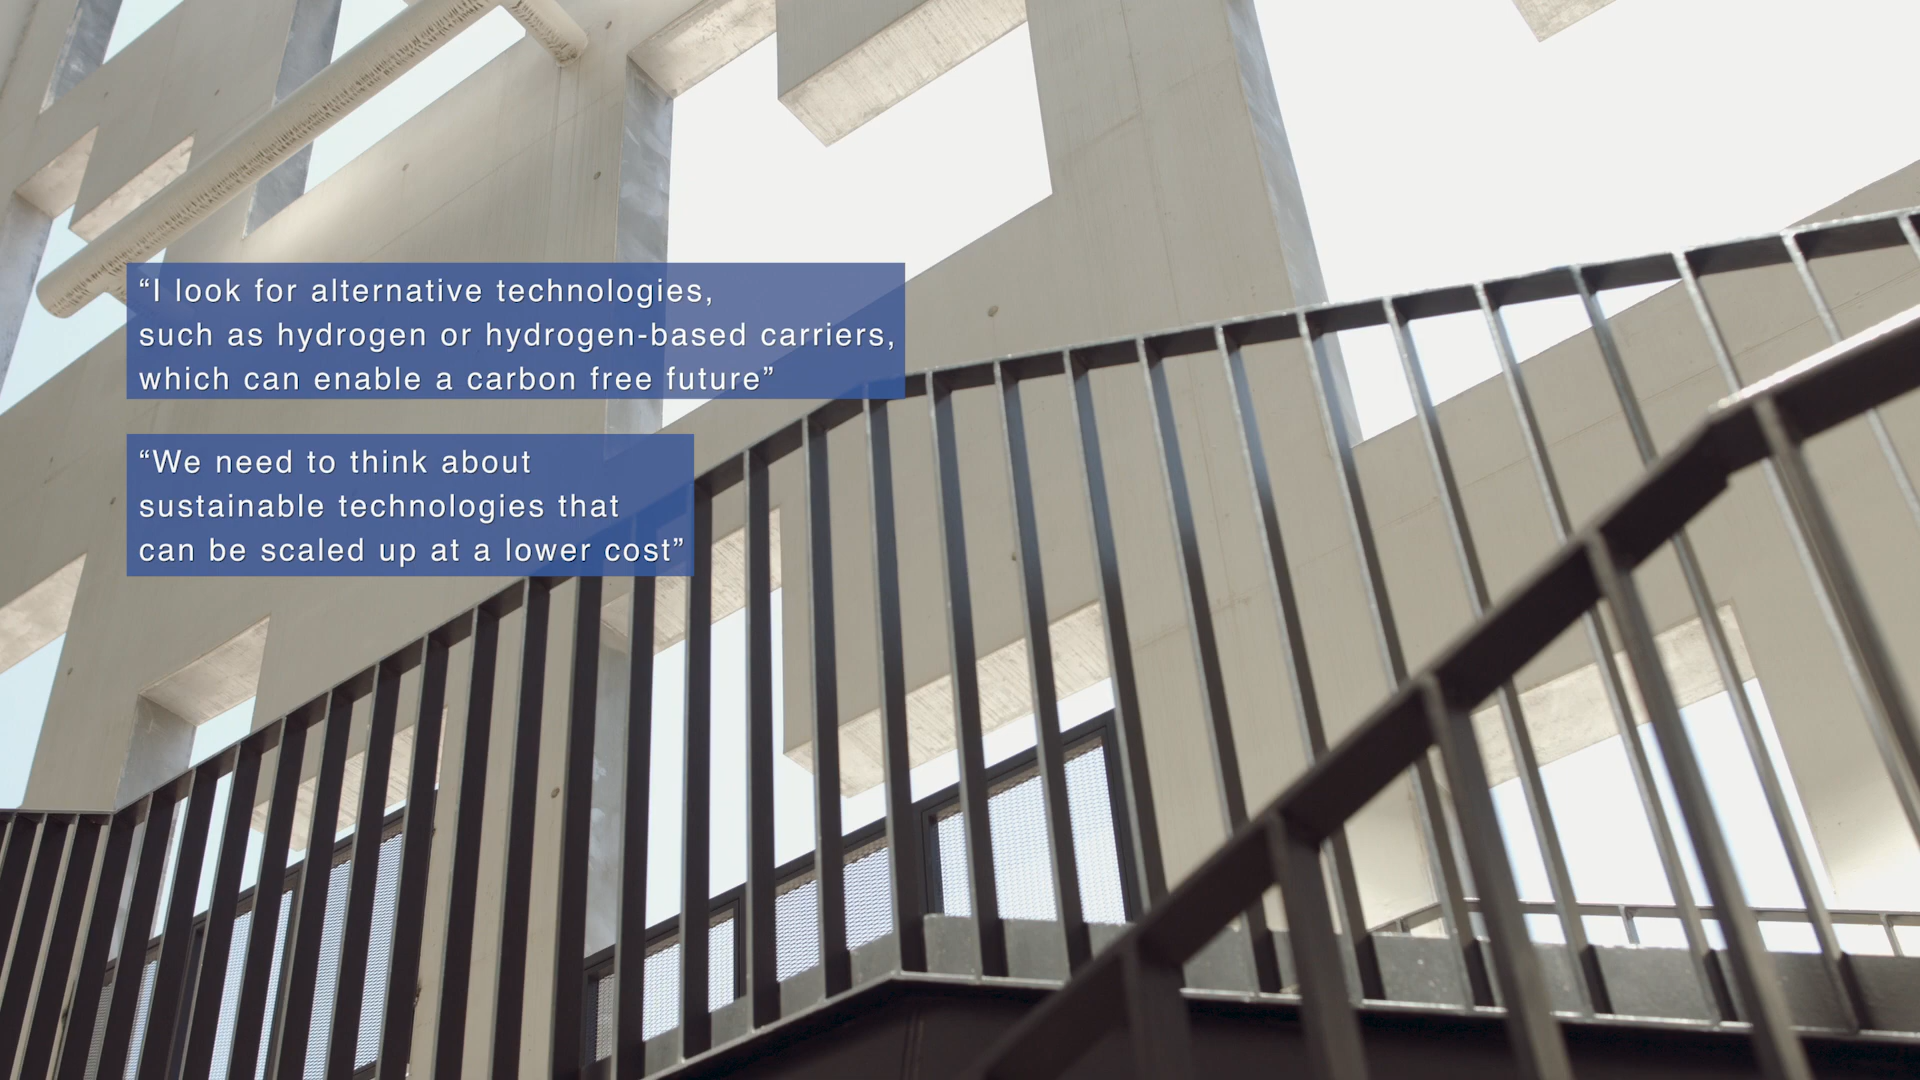 “I look for alternative technologies,
such as hydrogen or hydrogen-based carriers,
which can enable a carbon free future”
“We need to think about
sustainable technologies that
can be scaled up at a lower cost”